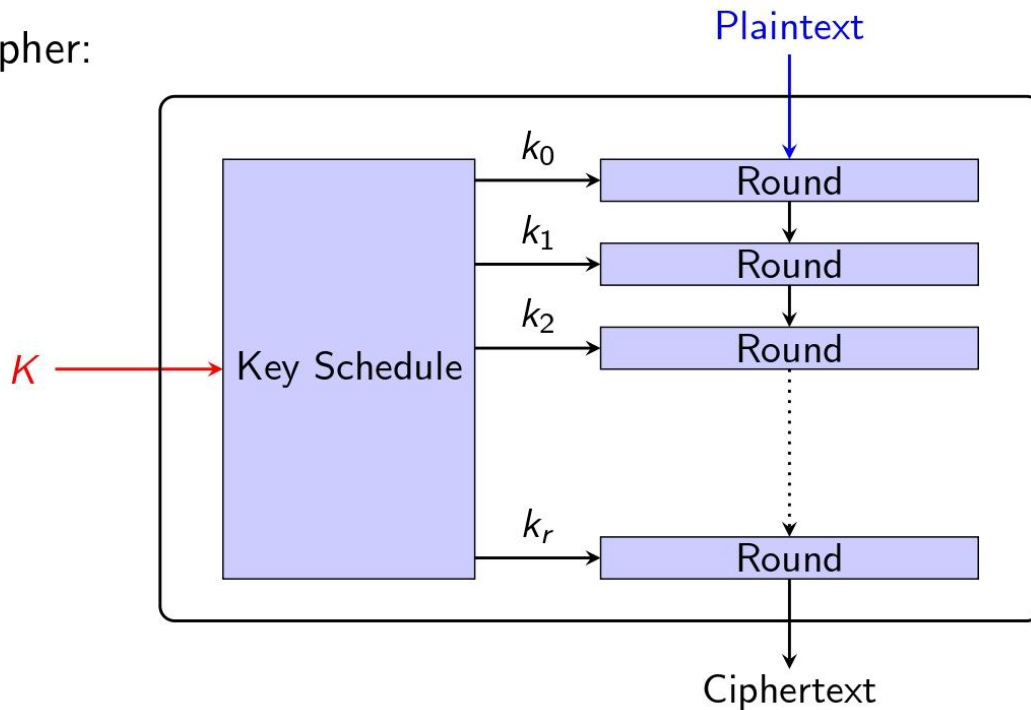 pher:
Plaintext
k0
Round
k1
Round
k2
Round
K
Key Schedule
kr
Round
Ciphertext